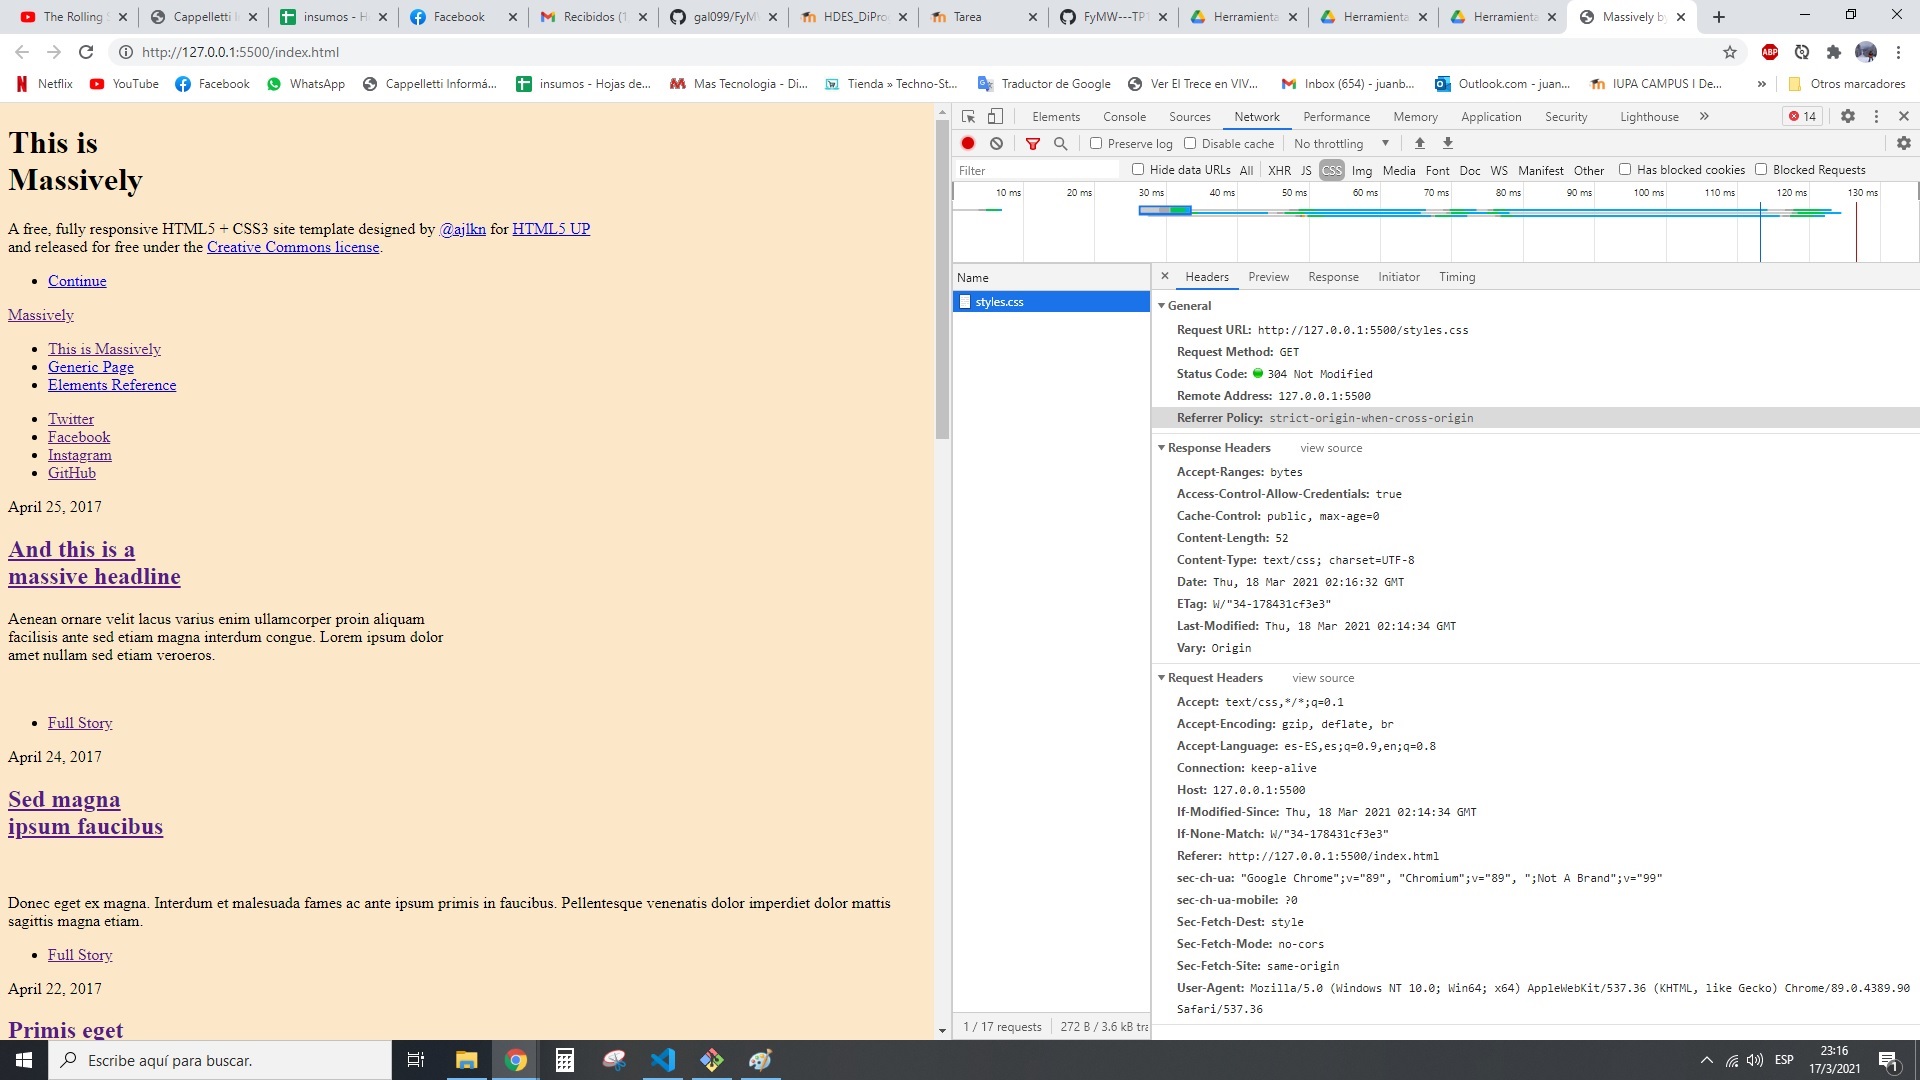 The Rolling S
Cappelletti I
insumos - H
Facebook
Recibidos (1
gal099/FyM
HDES_DiPro
Tarea
FyMW---TP
Herramienta
Herramienta
Herramienta
Massively by
http://127.0.0.1:5500/index.html
ABP
Netflix
YouTube
Facebook
WhatsApp
Cappelletti Informá...
insumos - Hojas de...
Mas Tecnologia - Di...
Tienda » Techno-St...
Traductor de Google
Ver El Trece en VIV...
Inbox (654) - juanb...
Outlook.com - juan...
IUPA CAMPUS I De...
»
Otros marcadores
This is
Massively
A free, fully responsive HTML5 + CSS3 site template designed by @ajlkn for HTML5 UP
and released for free under the Creative Commons license.
Continue
Massively
This is Massively
Generic Page
Elements Reference
Twitter
Facebook
Instagram
GitHub
April 25, 2017
And this is a
massive headline
Aenean ornare velit lacus varius enim ullamcorper proin aliquam
facilisis ante sed etiam magna interdum congue. Lorem ipsum dolor
amet nullam sed etiam veroeros.
Full Story
April 24, 2017
Sed magna
ipsum faucibus
Donec eget ex magna. Interdum et malesuada fames ac ante ipsum primis in faucibus. Pellentesque venenatis dolor imperdiet dolor mattis
sagittis magna etiam.
Full Story
April 22, 2017
Primis eget
Elements Console Sources Network Performance Memory Application Security Lighthouse » 14
Preserve log Disable cache No throttling
Filter Hide data URLs All XHR JS CSS Img Media Font Doc WS Manifest Other Has blocked cookies Blocked Requests
10 ms 20 ms 30 ms 40 ms 50 ms 60 ms 70 ms 80 ms 90 ms 100 ms 110 ms 120 ms 130 ms
Name
styles.css
1 / 17 requests 272 B / 3.6 kB tra
Headers Preview Response Initiator Timing
General
Request URL: http://127.0.0.1:5500/styles.css
Request Method: GET
Status Code: 304 Not Modified
Remote Address: 127.0.0.1:5500
Referrer Policy: strict-origin-when-cross-origin
Response Headers view source
Accept-Ranges: bytes
Access-Control-Allow-Credentials: true
Cache-Control: public, max-age=0
Content-Length: 52
Content-Type: text/css; charset=UTF-8
Date: Thu, 18 Mar 2021 02:16:32 GMT
ETag: W/"34-178431cf3e3"
Last-Modified: Thu, 18 Mar 2021 02:14:34 GMT
Vary: Origin
Request Headers view source
Accept: text/css,*/*;q=0.1
Accept-Encoding: gzip, deflate, br
Accept-Language: es-ES,es;q=0.9,en;q=0.8
Connection: keep-alive
Host: 127.0.0.1:5500
If-Modified-Since: Thu, 18 Mar 2021 02:14:34 GMT
If-None-Match: W/"34-178431cf3e3"
Referer: http://127.0.0.1:5500/index.html
sec-ch-ua: "Google Chrome";v="89", "Chromium";v="89", ";Not A Brand";v="99"
sec-ch-ua-mobile: ?0
Sec-Fetch-Dest: style
Sec-Fetch-Mode: no-cors
Sec-Fetch-Site: same-origin
User-Agent: Mozilla/5.0 (Windows NT 10.0; Win64; x64) AppleWebKit/537.36 (KHTML, like Gecko) Chrome/89.0.4389.90
Safari/537.36
Escribe aquí para buscar.
ESP
23:16
17/3/2021
1